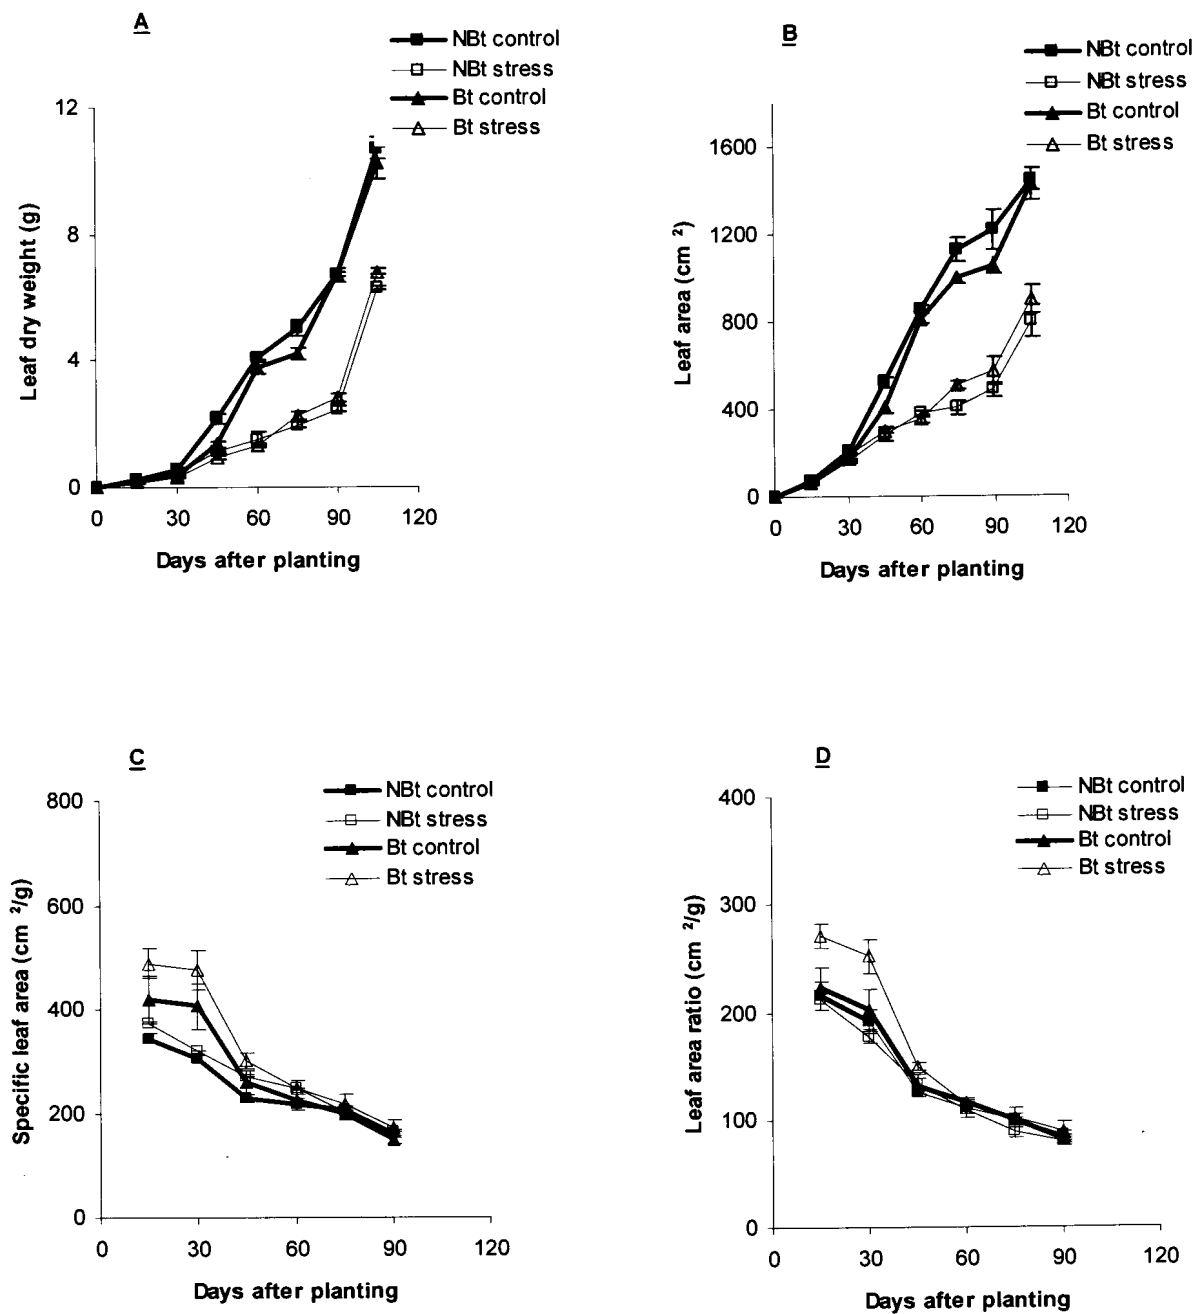 A
NBt control
NBt stress
Bt control
Bt stress
12
8
4
0
Leaf dry weight (g)
0 30 60 90 120
Days after planting
B
NBt control
NBt stress
Bt control
Bt stress
1600
1200
800
400
0
Leaf area (cm ²)
0 30 60 90 120
Days after planting
C
NBt control
NBt stress
Bt control
Bt stress
800
600
400
200
0
Specific leaf area (cm ²/g)
0 30 60 90 120
Days after planting
D
NBt control
NBt stress
Bt control
Bt stress
400
300
200
100
0
Leaf area ratio (cm ²/g)
0 30 60 90 120
Days after planting